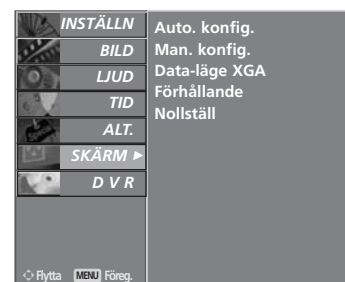 INSTÄLLN
BILD
LJUD
TID
ALT.
SKÄRM ►
D V R
Auto. konfig.
Man. konfig.
Data-läge XGA
Förhållande
Nollställ
Flytta MENU Föreg.